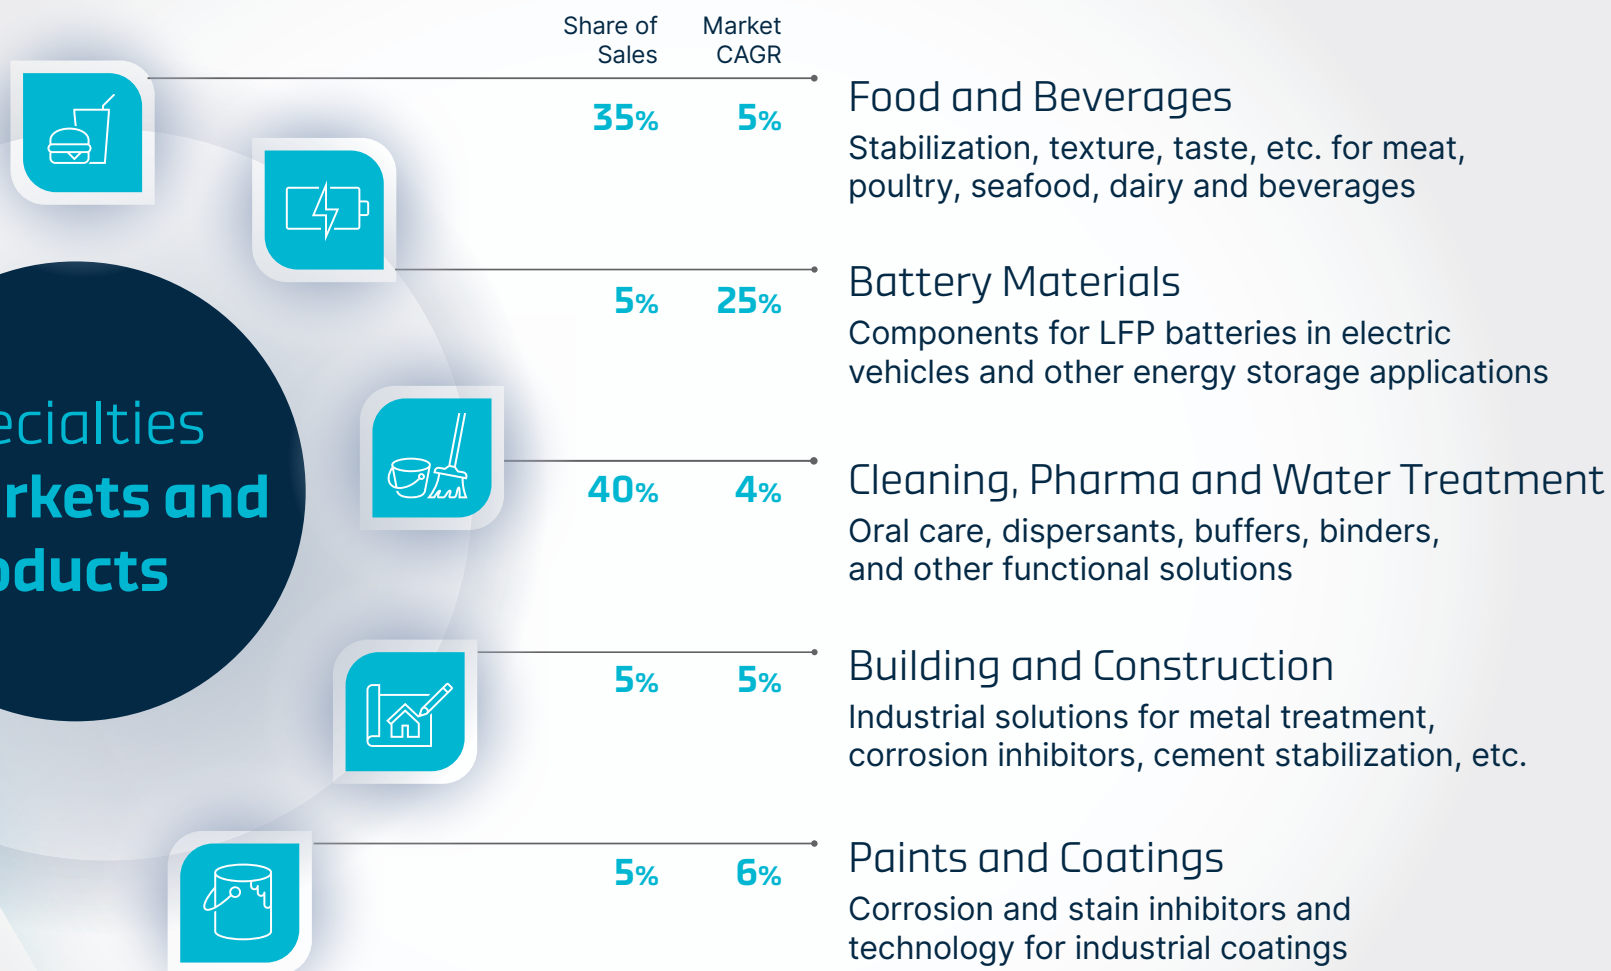 Share of Market
Sales CAGR
35% 5%
Food and Beverages
Stabilization, texture, taste, etc. for meat,
poultry, seafood, dairy and beverages
5% 25%
Battery Materials
Components for LFP batteries in electric
vehicles and other energy storage applications
ecialties
rkets and
oducts
40% 4%
Cleaning, Pharma and Water Treatment
Oral care, dispersants, buffers, binders,
and other functional solutions
5% 5%
Building and Construction
Industrial solutions for metal treatment,
corrosion inhibitors, cement stabilization, etc.
5% 6%
Paints and Coatings
Corrosion and stain inhibitors and
technology for industrial coatings